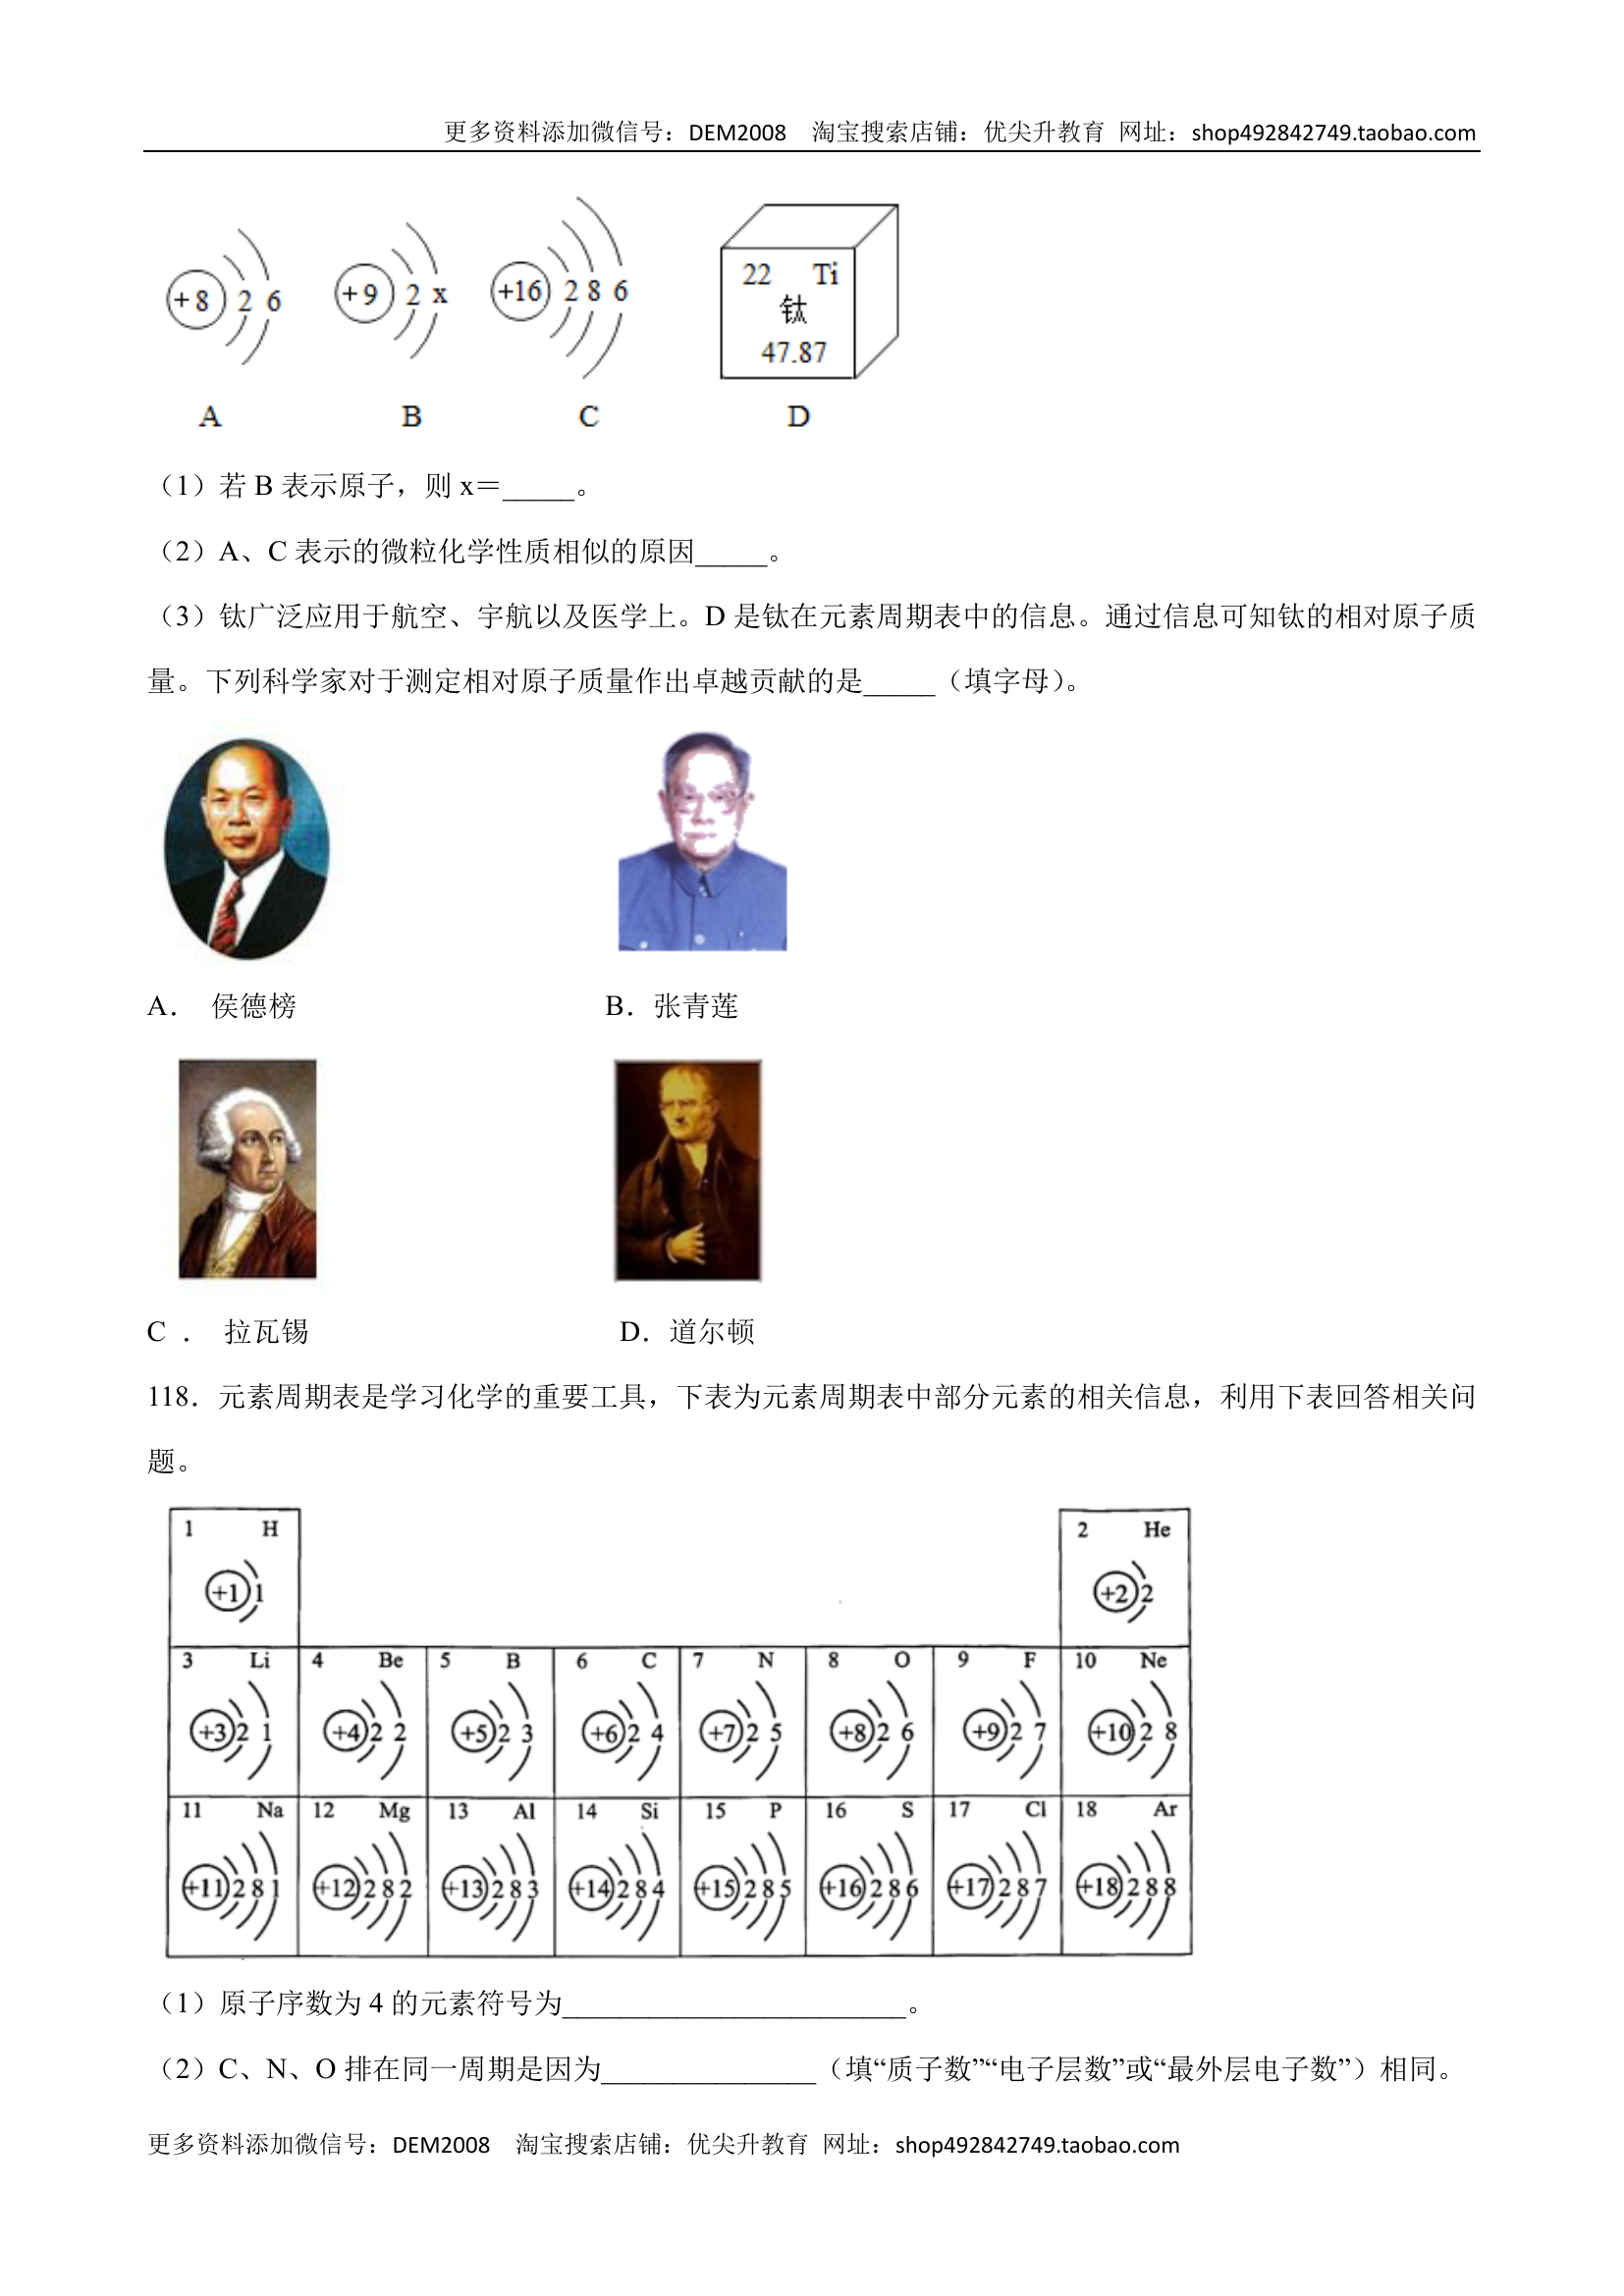 更多资料添加微信号：DEM2008 淘宝搜索店铺：优尖升教育 网址：shop492842749.taobao.com
+8 2 6
+9 2 x
+16 2 8 6
22 Ti
钛
47.87
A B C D
（1）若 B 表示原子，则 x＝_____。
（2）A、C 表示的微粒化学性质相似的原因_____。
（3）钛广泛应用于航空、宇航以及医学上。D 是钛在元素周期表中的信息。通过信息可知钛的相对原子质
量。下列科学家对于测定相对原子质量作出卓越贡献的是_____（填字母）。
A． 侯德榜 B．张青莲
C ． 拉瓦锡 D．道尔顿
118．元素周期表是学习化学的重要工具，下表为元素周期表中部分元素的相关信息，利用下表回答相关问
题。
1 H 2 He
+1 1 +2 2
3 Li 4 Be 5 B 6 C 7 N 8 O 9 F 10 Ne
+3 2 1 +4 2 2 +5 2 3 +6 2 4 +7 2 5 +8 2 6 +9 2 7 +10 2 8
11 Na 12 Mg 13 Al 14 Si 15 P 16 S 17 Cl 18 Ar
+11 2 8 1 +12 2 8 2 +13 2 8 3 +14 2 8 4 +15 2 8 5 +16 2 8 6 +17 2 8 7 +18 2 8 8
（1）原子序数为 4 的元素符号为________________________。
（2）C、N、O 排在同一周期是因为_______________（填“质子数”“电子层数”或“最外层电子数”）相同。
更多资料添加微信号：DEM2008 淘宝搜索店铺：优尖升教育 网址：shop492842749.taobao.com